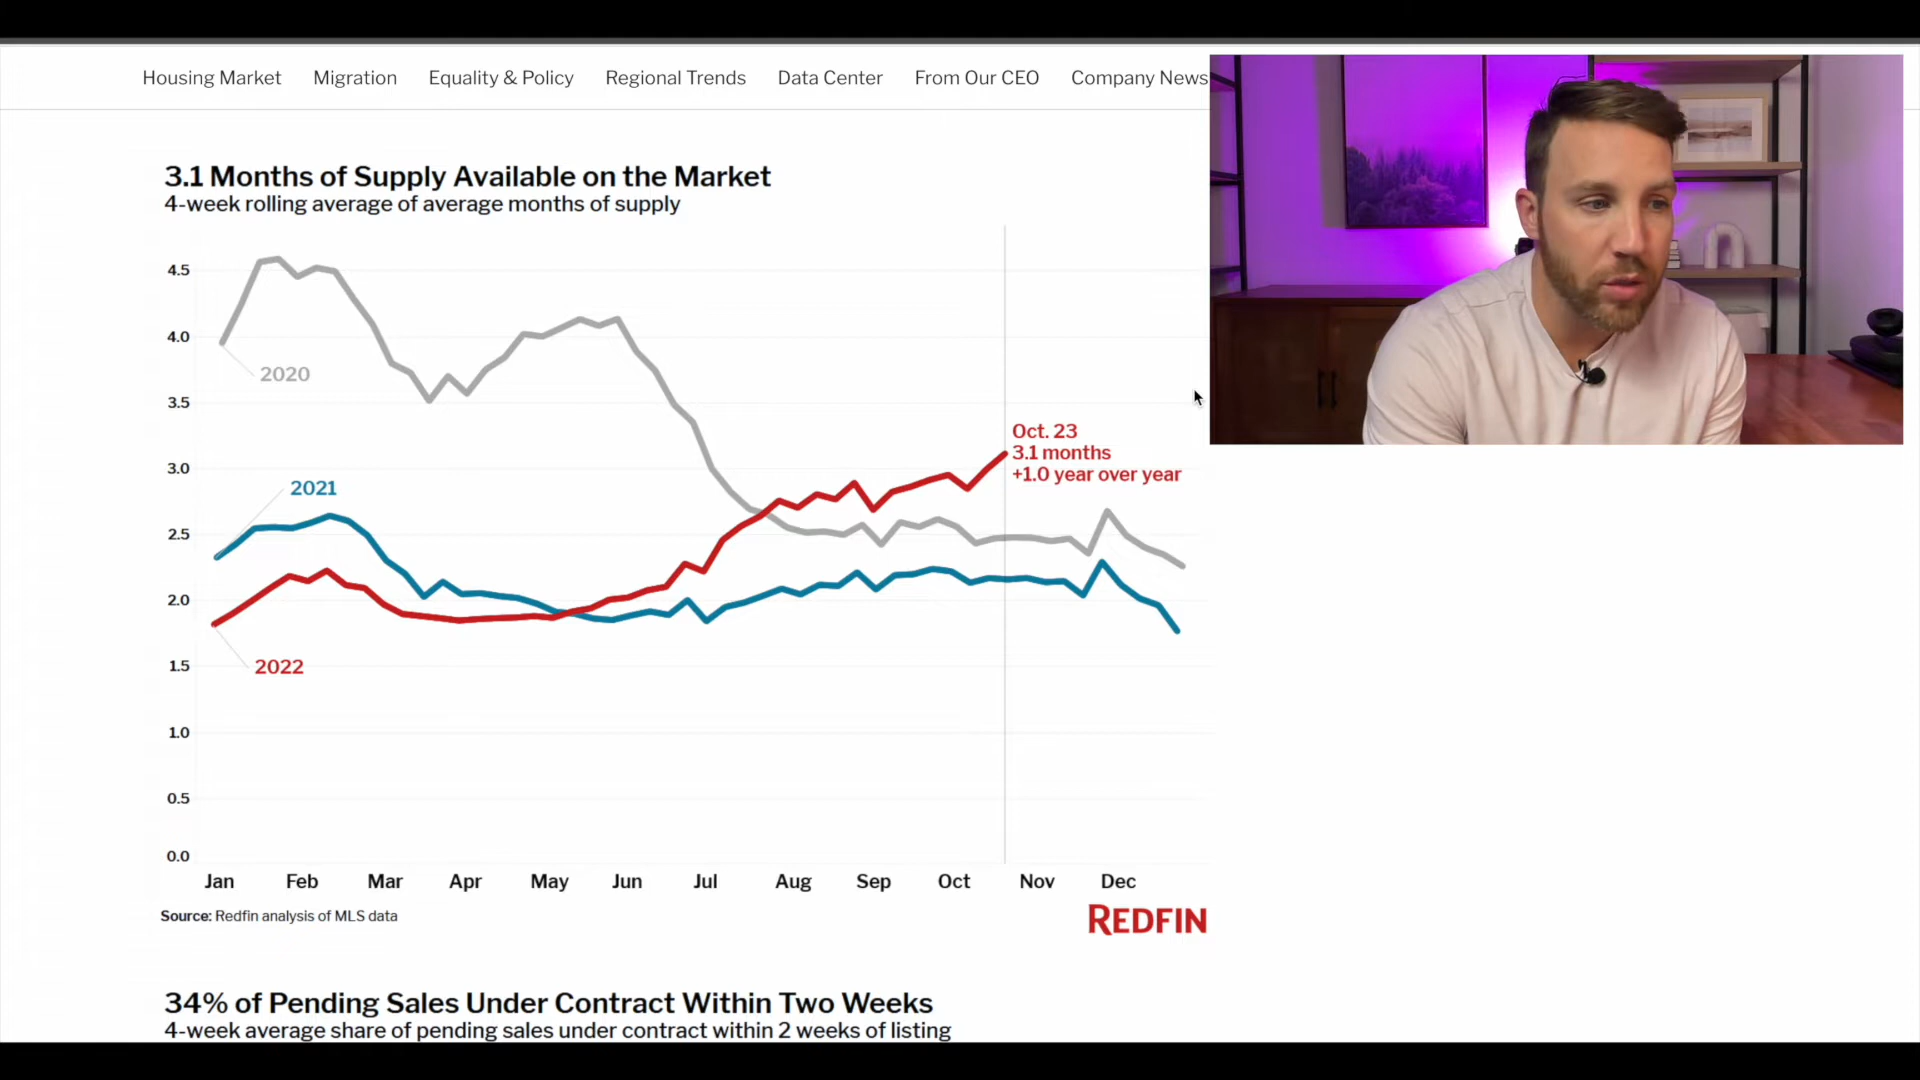 Housing Market Migration Equality & Policy Regional Trends Data Center From Our CEO Company News
3.1 Months of Supply Available on the Market
4-week rolling average of average months of supply
4.5
4.0
2020
3.5
Oct. 23
3.1 months
+1.0 year over year
3.0
2021
2.5
2.0
2022
1.5
1.0
0.5
0.0
Jan Feb Mar Apr May Jun Jul Aug Sep Oct Nov Dec
Source: Redfin analysis of MLS data
REDFIN
34% of Pending Sales Under Contract Within Two Weeks
4-week average share of pending sales under contract within 2 weeks of listing